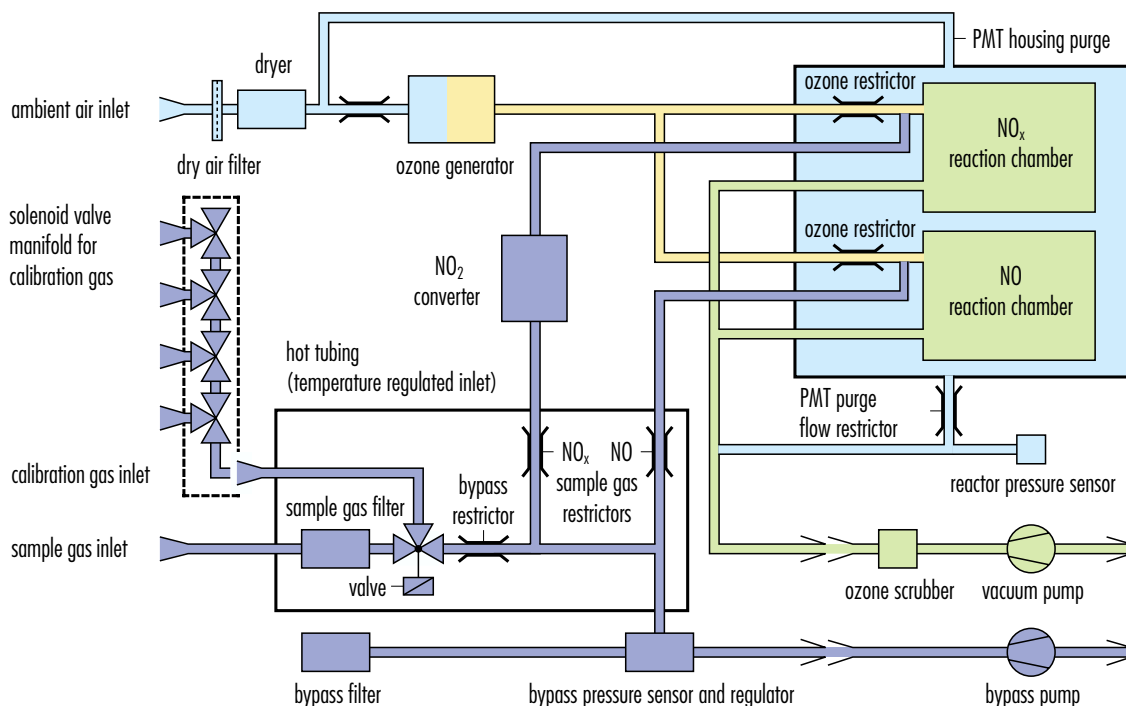 PMT housing purge
dryer
ozone restrictor
ambient air inlet
NOx
reaction chamber
dry air filter
ozone generator
solenoid valve
manifold for
calibration gas
ozone restrictor
NO2
converter
NO
reaction chamber
hot tubing
(temperature regulated inlet)
PMT purge
flow restrictor
NOx NO
sample gas
restrictors
bypass
restrictor
calibration gas inlet
reactor pressure sensor
sample gas filter
sample gas inlet
valve
ozone scrubber
vacuum pump
bypass filter
bypass pressure sensor and regulator
bypass pump